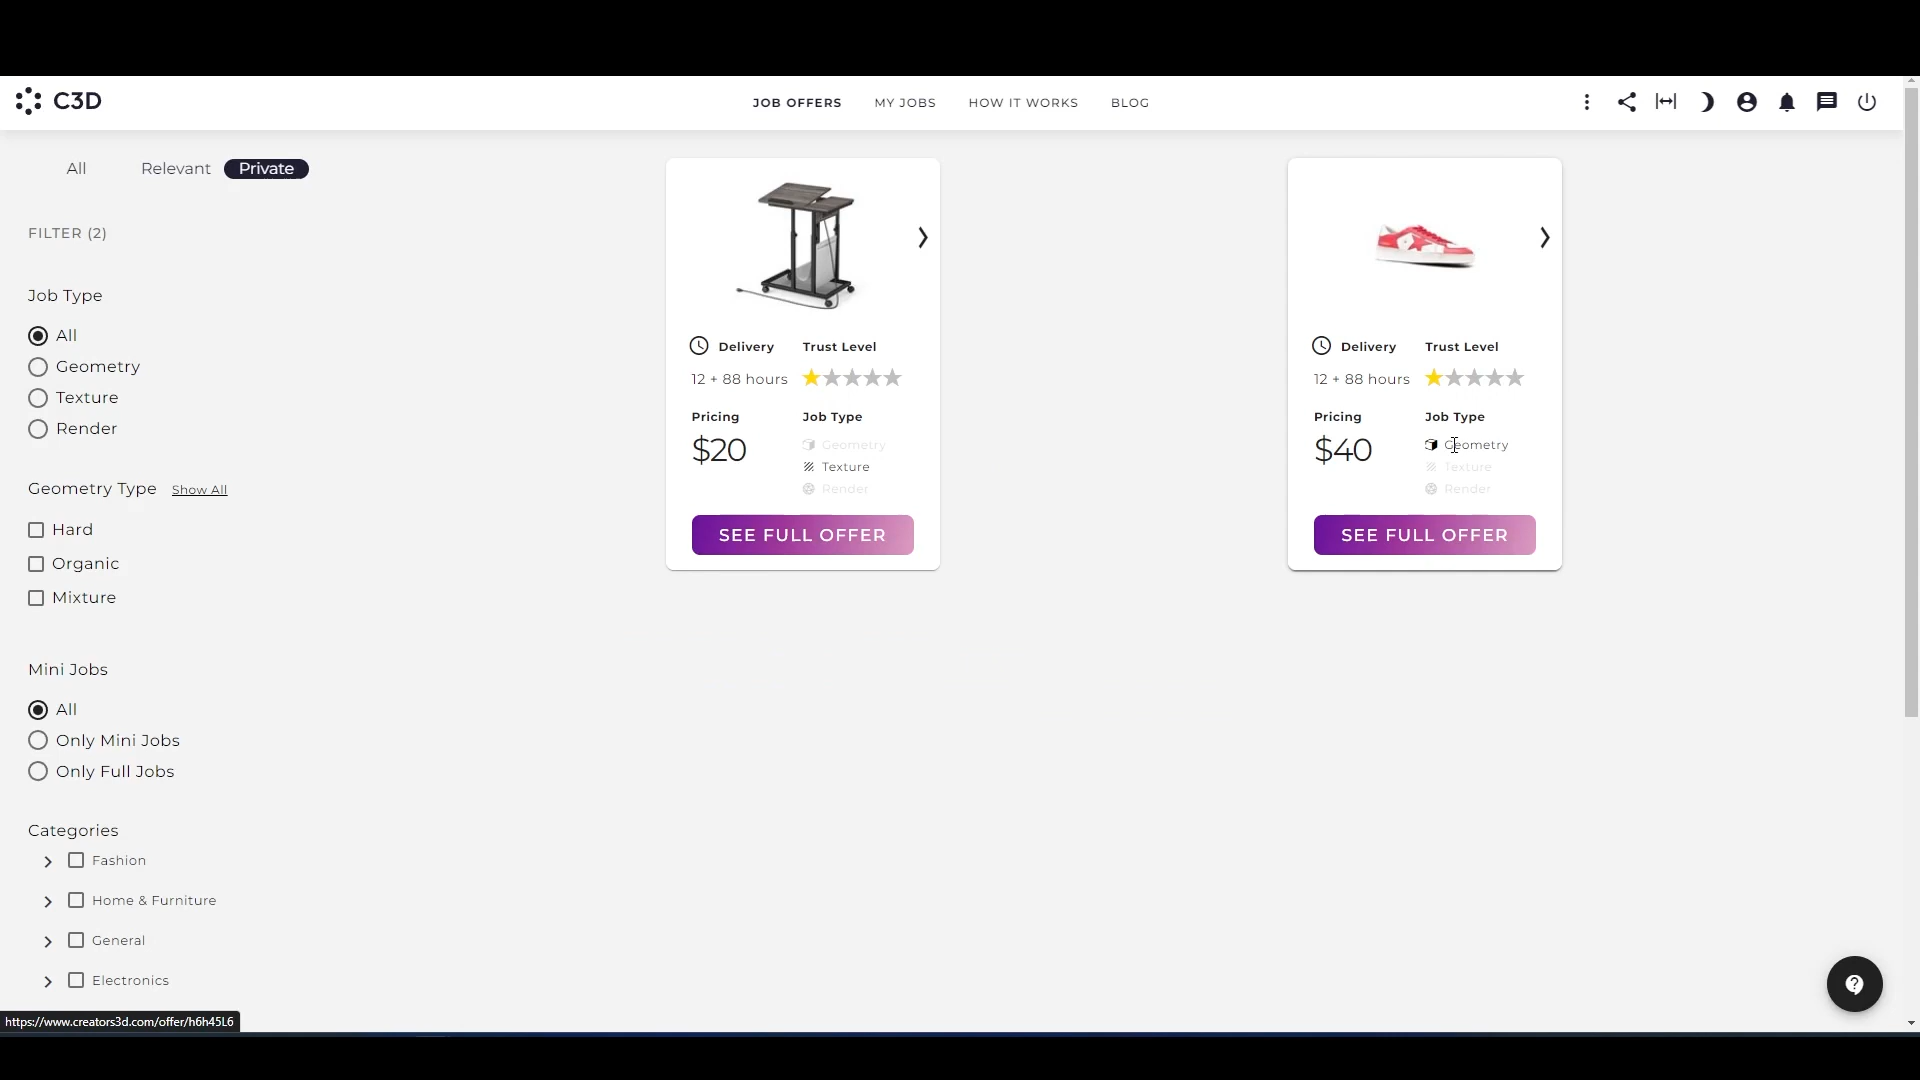 C3D
JOB OFFERS MY JOBS HOW IT WORKS BLOG
All Relevant Private
FILTER (2)
Job Type
All
Geometry
Texture
Render
Geometry Type Show All
Hard
Organic
Mixture
Mini Jobs
All
Only Mini Jobs
Only Full Jobs
Categories
Fashion
Home & Furniture
General
Electronics
Delivery Trust Level
12 + 88 hours
Pricing Job Type
$20
Geometry
Texture
Render
SEE FULL OFFER
Delivery Trust Level
12 + 88 hours
Pricing Job Type
$40
Geometry
Texture
Render
SEE FULL OFFER
https://www.creators3d.com/offer/h6h45L6